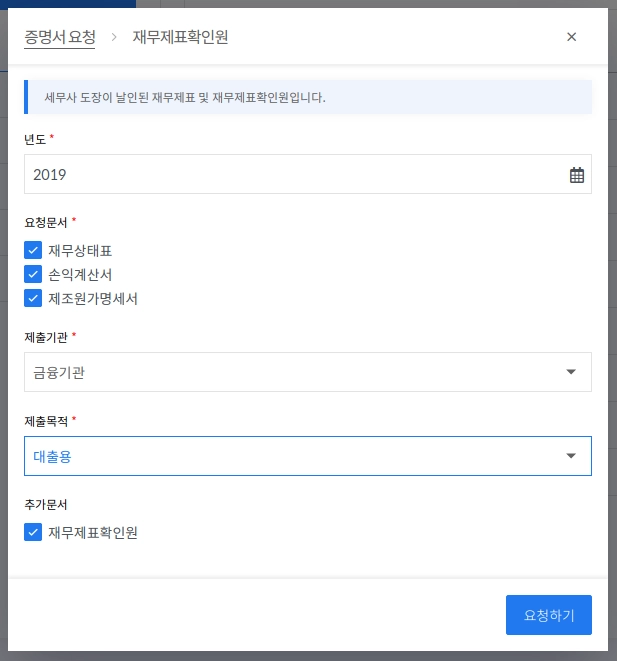 증명서 요청 > 재무제표확인원 ×
세무사 도장이 날인된 재무제표 및 재무제표확인원입니다.
년도 *
2019
요청문서 *
재무상태표
손익계산서
제조원가명세서
제출기관 *
금융기관
제출목적 *
대출용
추가문서
재무제표확인원
요청하기